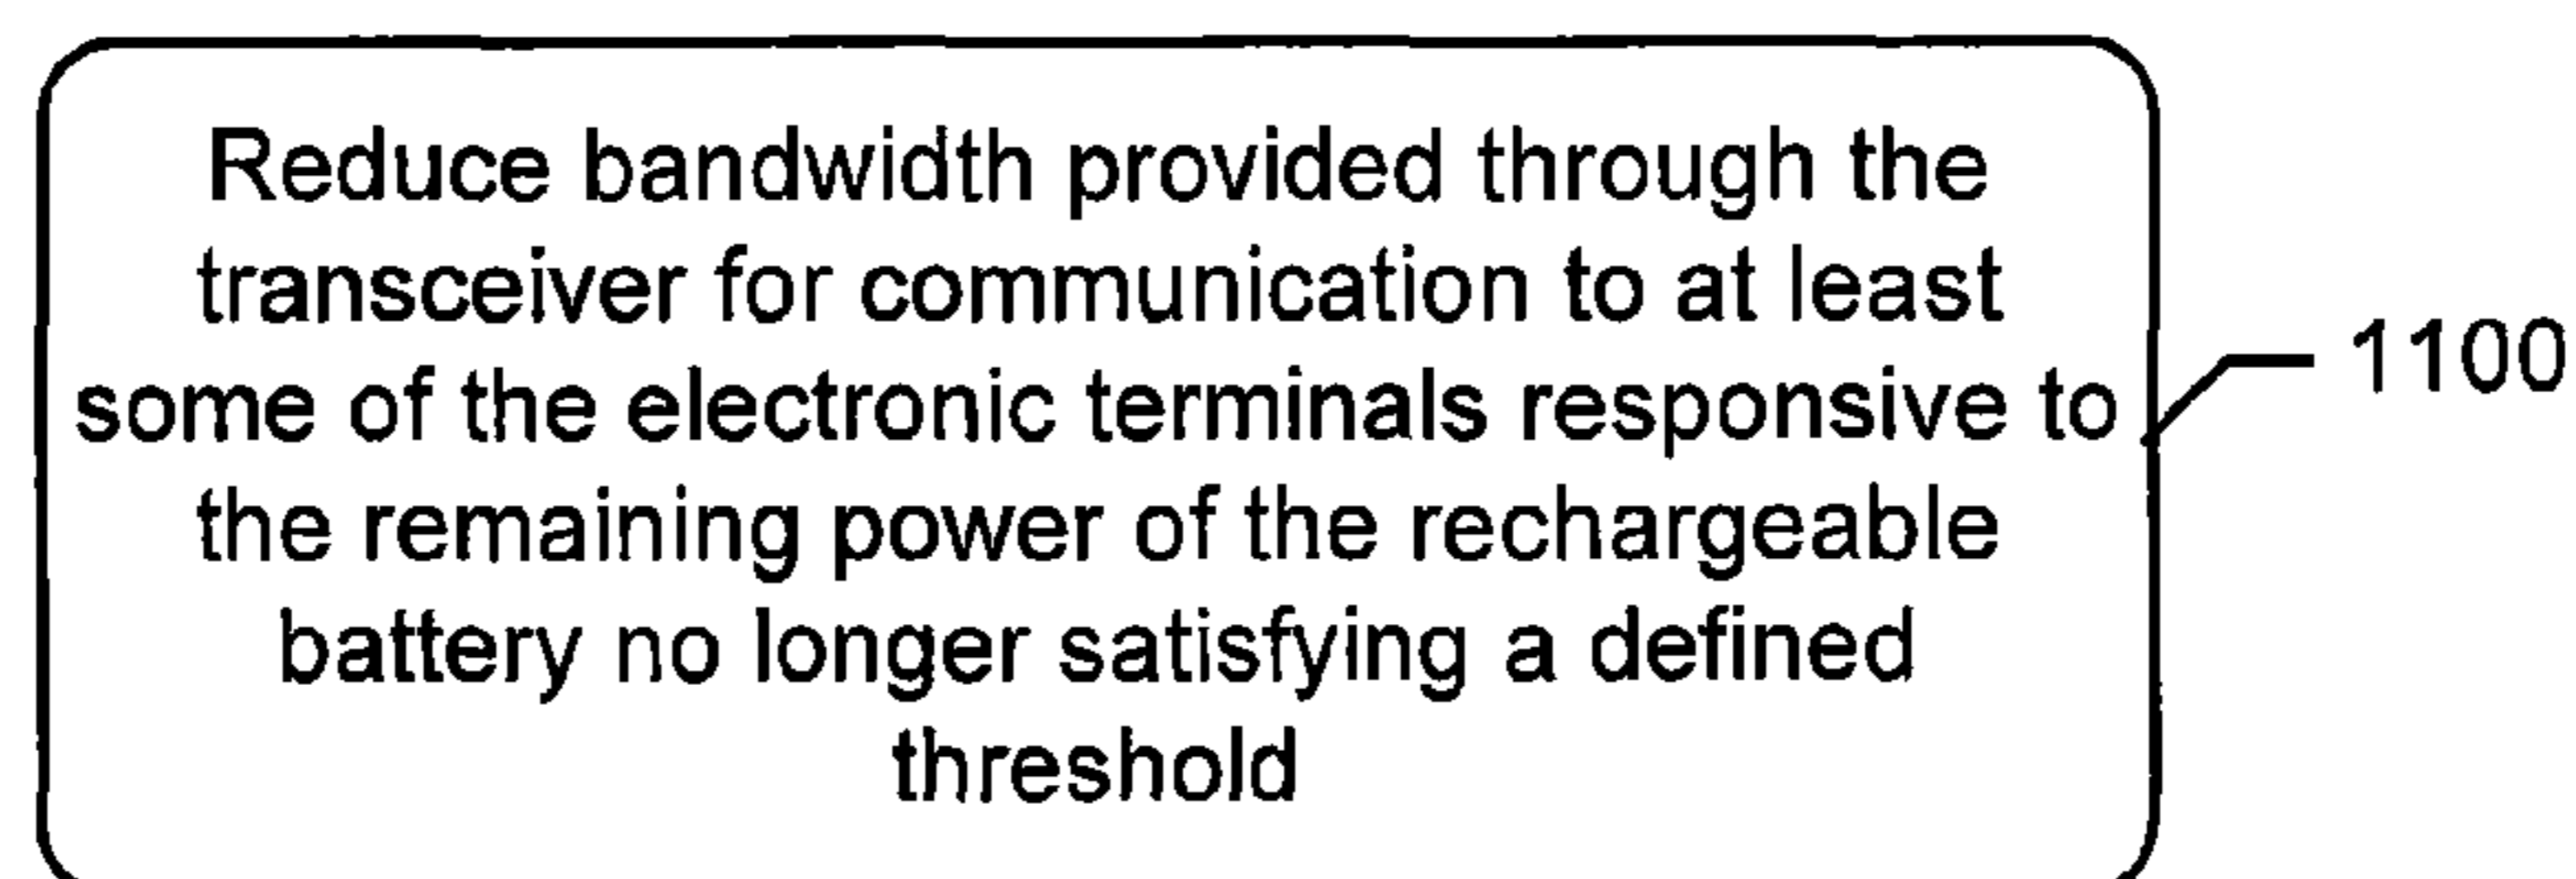 Reduce bandwidth provided through the
transceiver for communication to at least
some of the electronic terminals responsive to
the remaining power of the rechargeable
battery no longer satisfying a defined
threshold
1100